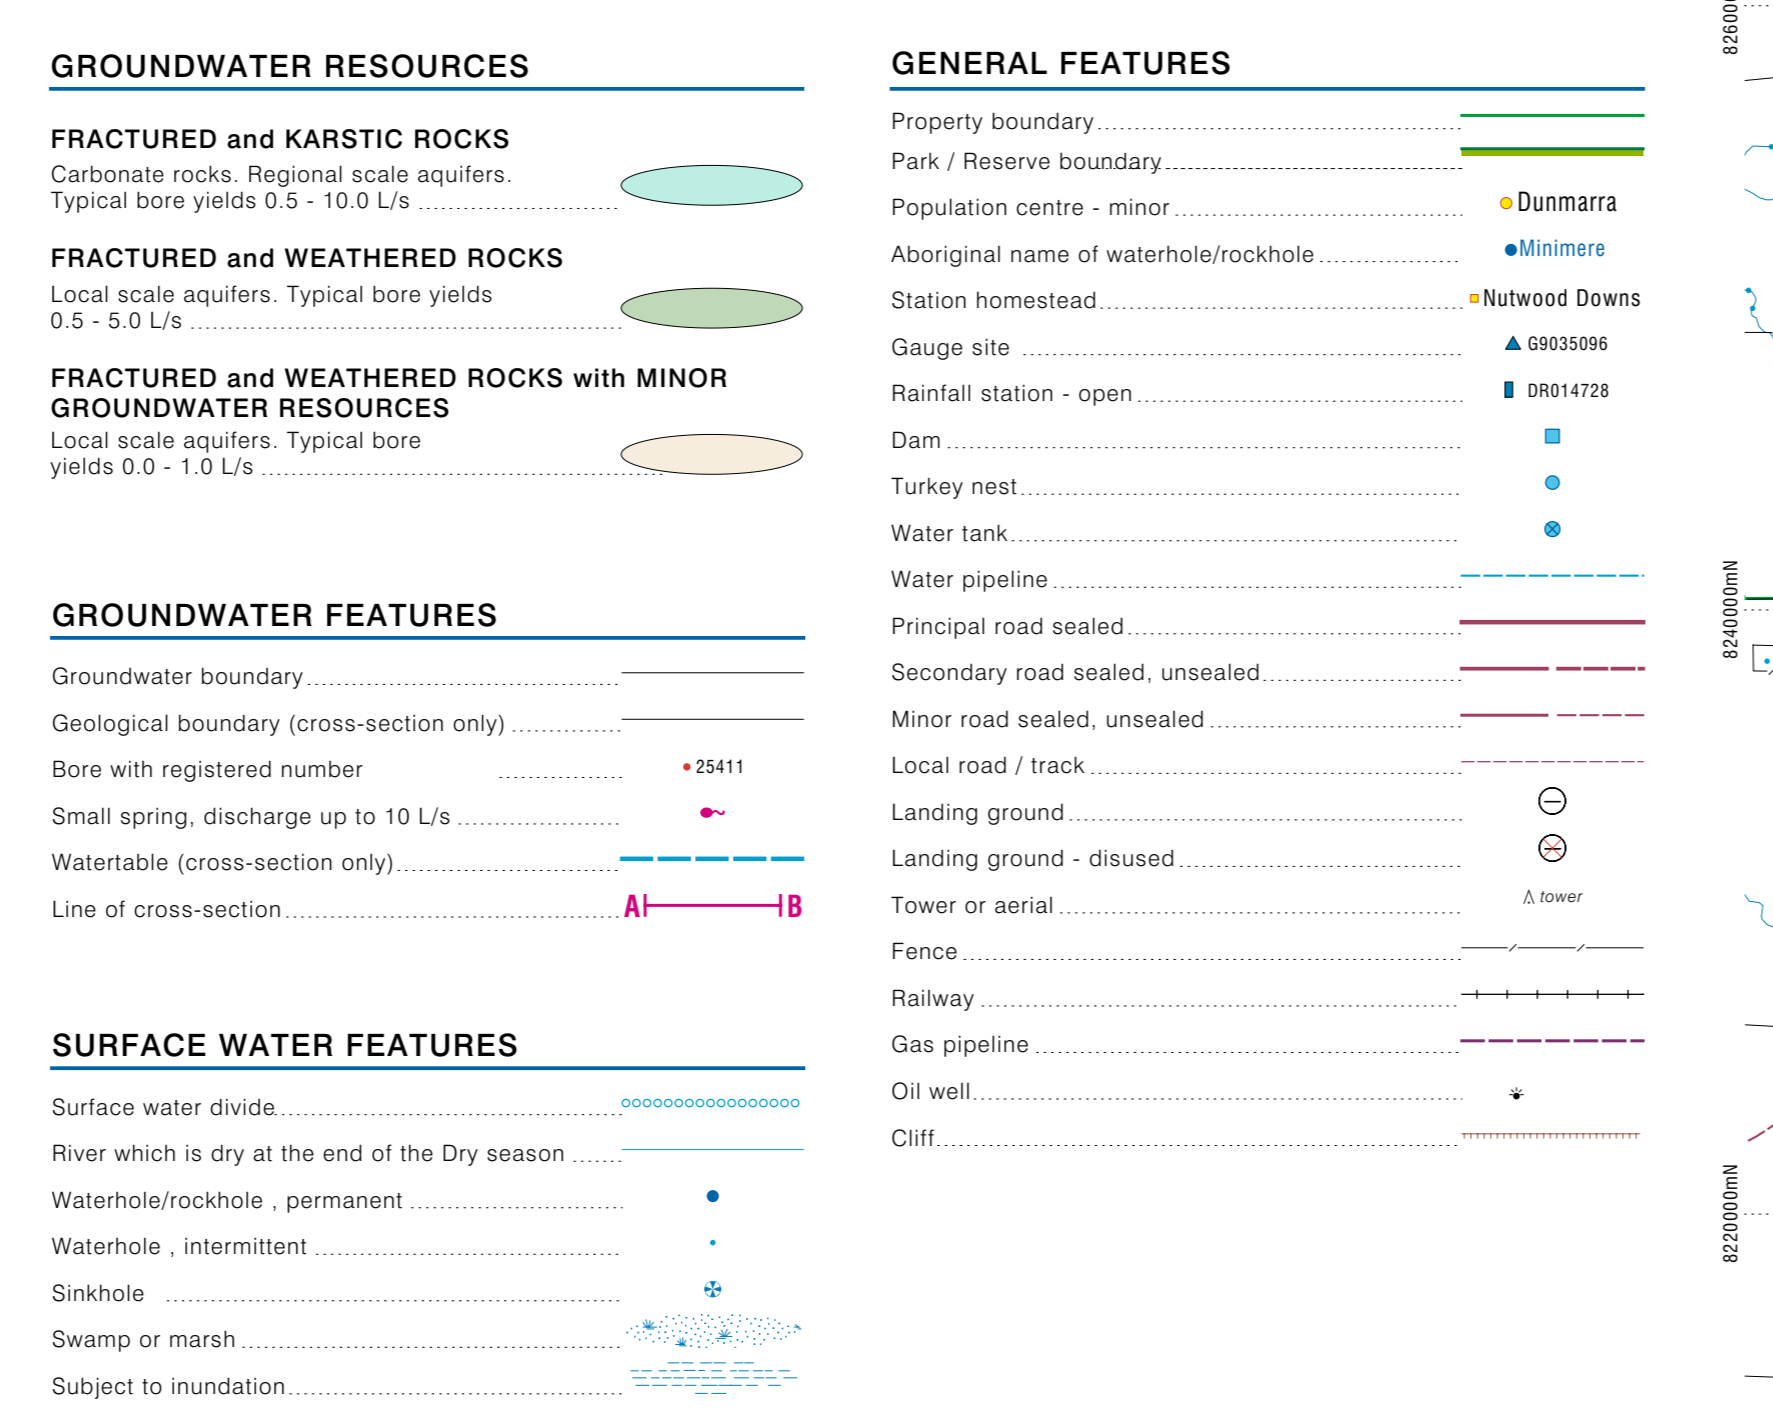 GROUNDWATER RESOURCES
FRACTURED and KARSTIC ROCKS
Carbonate rocks. Regional scale aquifers.
Typical bore yields 0.5 - 10.0 L/s
FRACTURED and WEATHERED ROCKS
Local scale aquifers. Typical bore yields
0.5 - 5.0 L/s
FRACTURED and WEATHERED ROCKS with MINOR
GROUNDWATER RESOURCES
Local scale aquifers. Typical bore
yields 0.0 - 1.0 L/s
GROUNDWATER FEATURES
Groundwater boundary
Geological boundary (cross-section only)
Bore with registered number 25411
Small spring, discharge up to 10 L/s
Watertable (cross-section only)
Line of cross-section A B
SURFACE WATER FEATURES
Surface water divide
River which is dry at the end of the Dry season
Waterhole/rockhole , permanent
Waterhole , intermittent
Sinkhole
Swamp or marsh
Subject to inundation
GENERAL FEATURES
Property boundary
Park / Reserve boundary
Population centre - minor Dunmarra
Aboriginal name of waterhole/rockhole Minimere
Station homestead Nutwood Downs
Gauge site G9035096
Rainfall station - open DR014728
Dam
Turkey nest
Water tank
Water pipeline
Principal road sealed
Secondary road sealed, unsealed
Minor road sealed, unsealed
Local road / track
Landing ground
Landing ground - disused
Tower or aerial tower
Fence
Railway
Gas pipeline
Oil well
Cliff
8240000mN
8220000mN